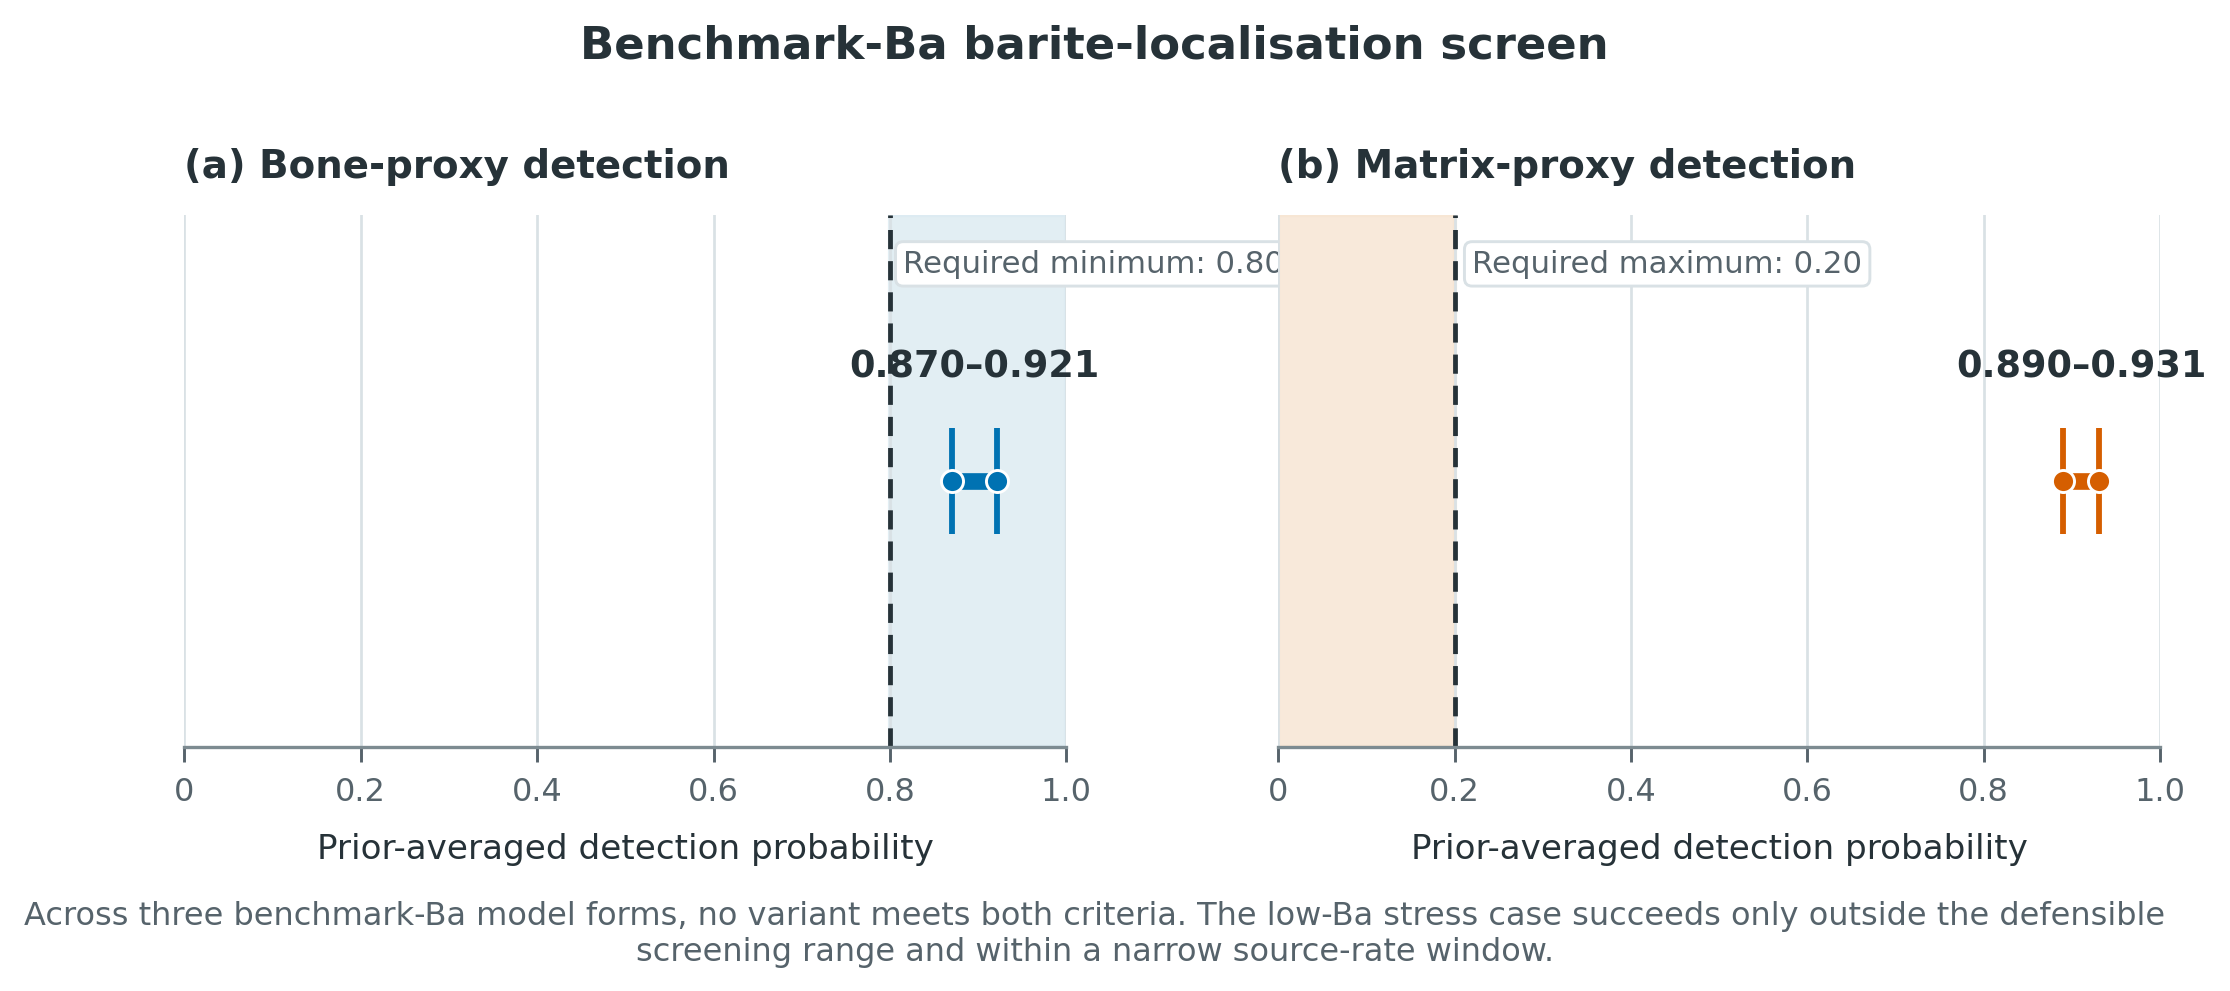 Benchmark-Ba barite-localisation screen
(a) Bone-proxy detection
Required minimum: 0.80
0.870–0.921
0 0.2 0.4 0.6 0.8 1.0
Prior-averaged detection probability
(b) Matrix-proxy detection
Required maximum: 0.20
0.890–0.931
0 0.2 0.4 0.6 0.8 1.0
Prior-averaged detection probability
Across three benchmark-Ba model forms, no variant meets both criteria. The low-Ba stress case succeeds only outside the defensible
screening range and within a narrow source-rate window.